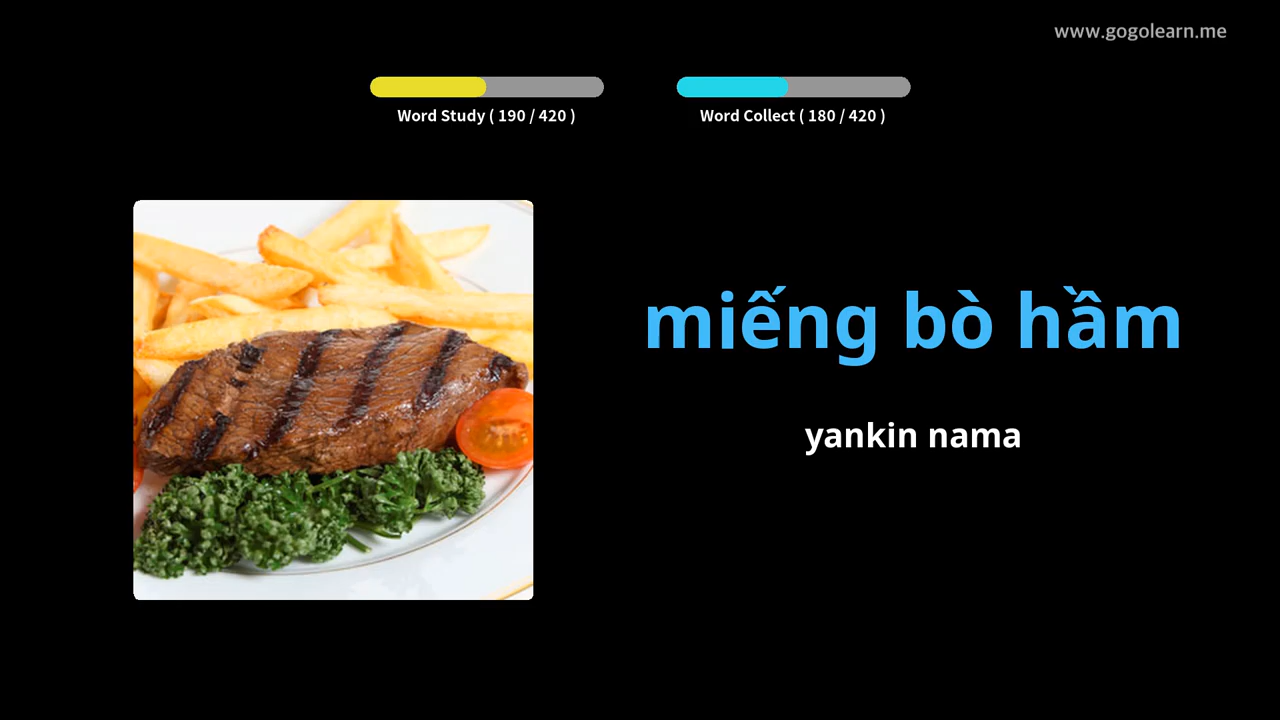 www.gogolearn.me
Word Study ( 190 / 420 )
Word Collect ( 180 / 420 )
miếng bò hầm
yankin nama